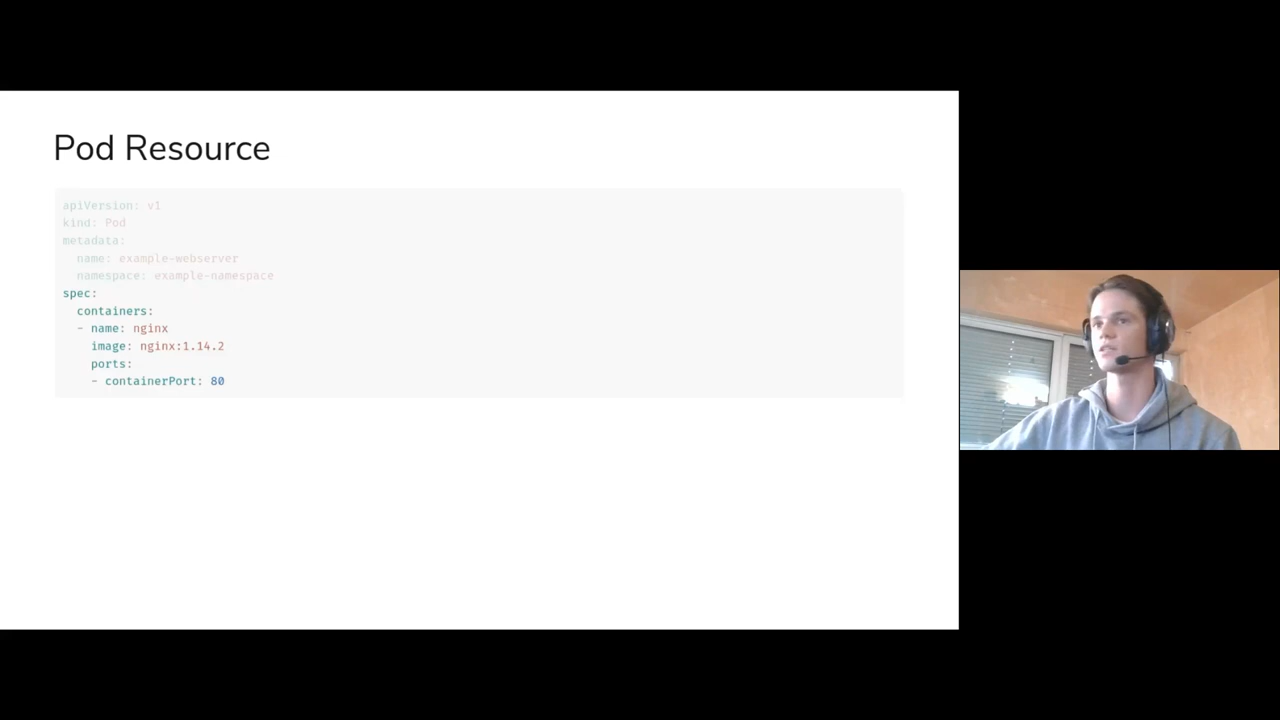 Pod Resource
apiVersion: v1
kind: Pod
metadata:
  name: example-webserver
  namespace: example-namespace
spec:
  containers:
  - name: nginx
    image: nginx:1.14.2
    ports:
    - containerPort: 80